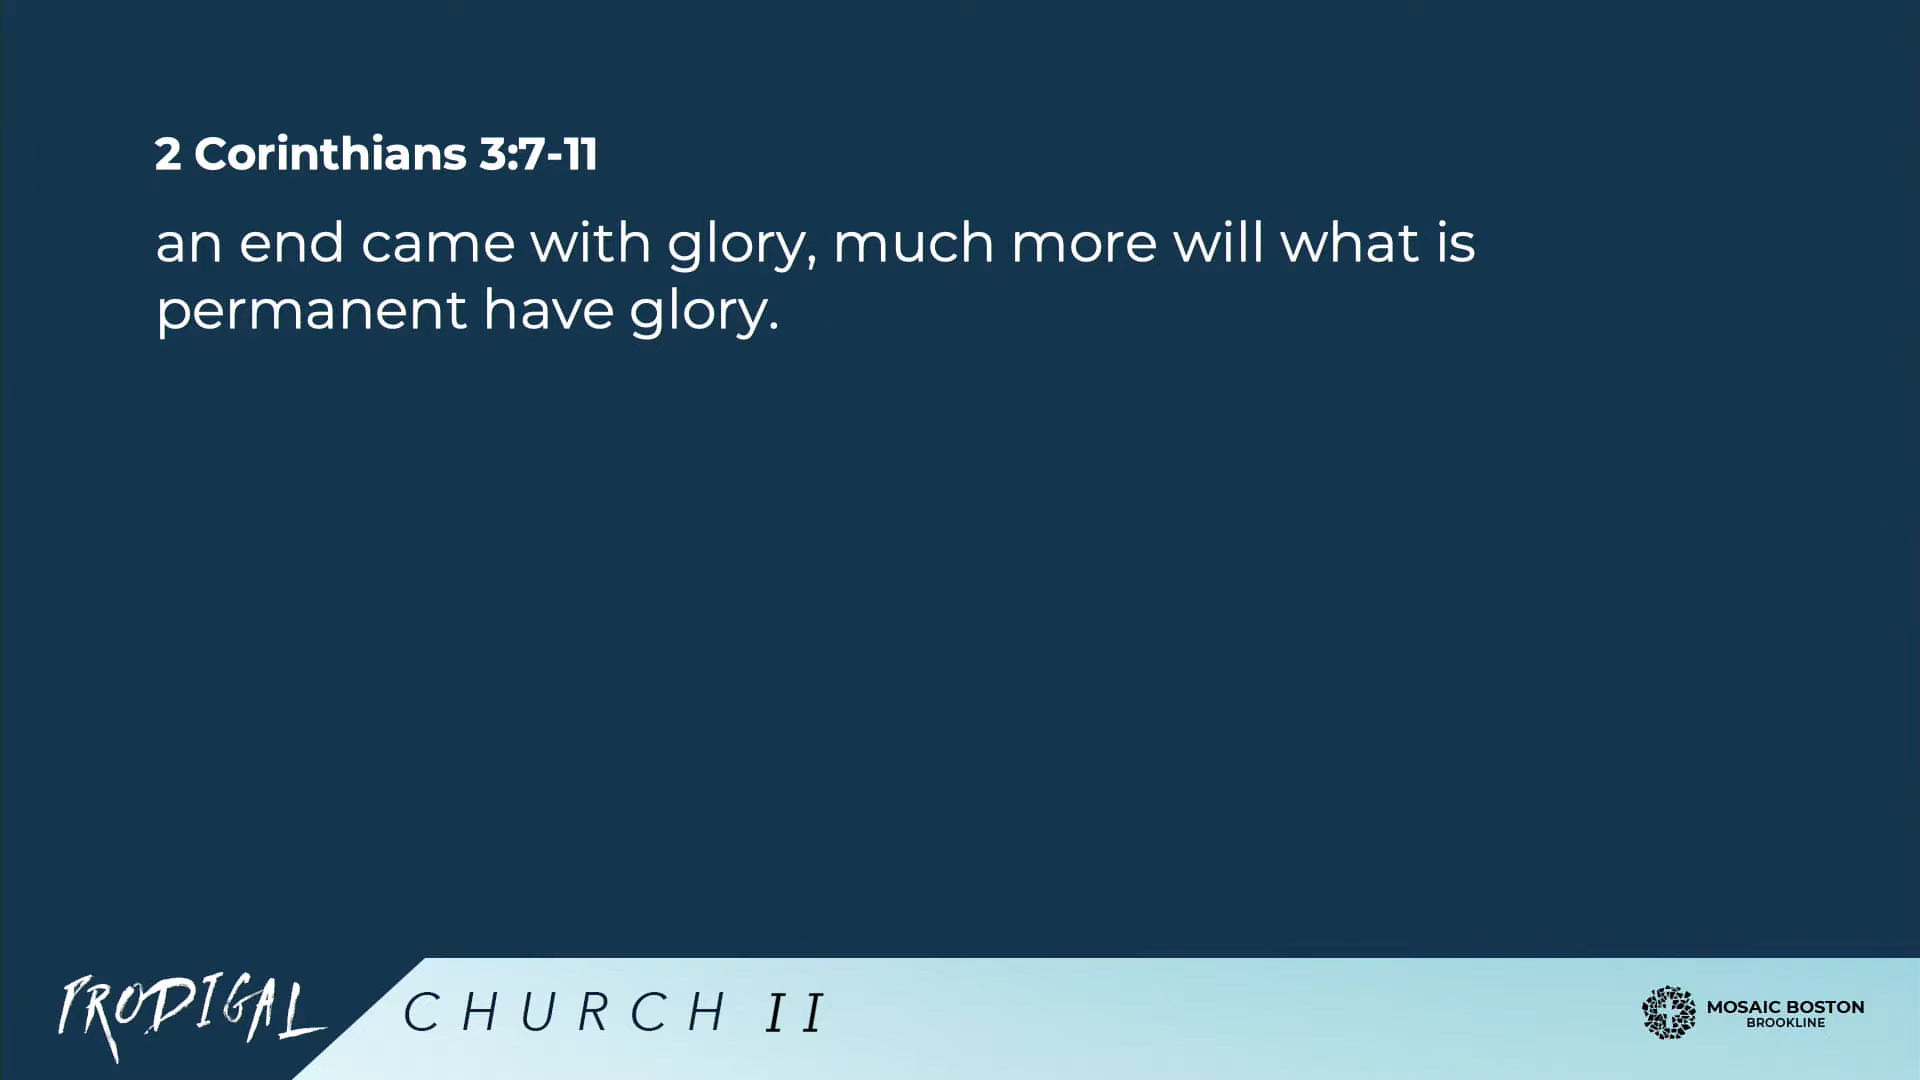 2 Corinthians 3:7-11
an end came with glory, much more will what is
permanent have glory.
PRODIGAL CHURCH II
MOSAIC BOSTON
BROOKLINE